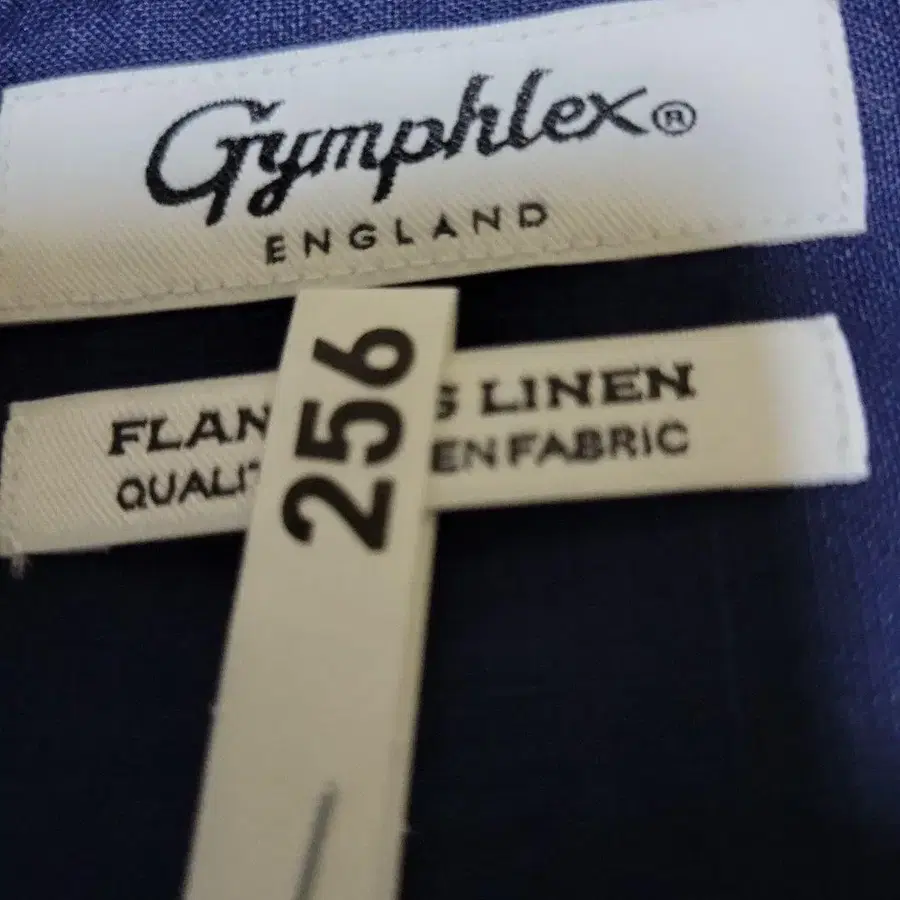 Gymphlex®
ENGLAND
256
FLAN S LINEN
QUALIT EN FABRIC